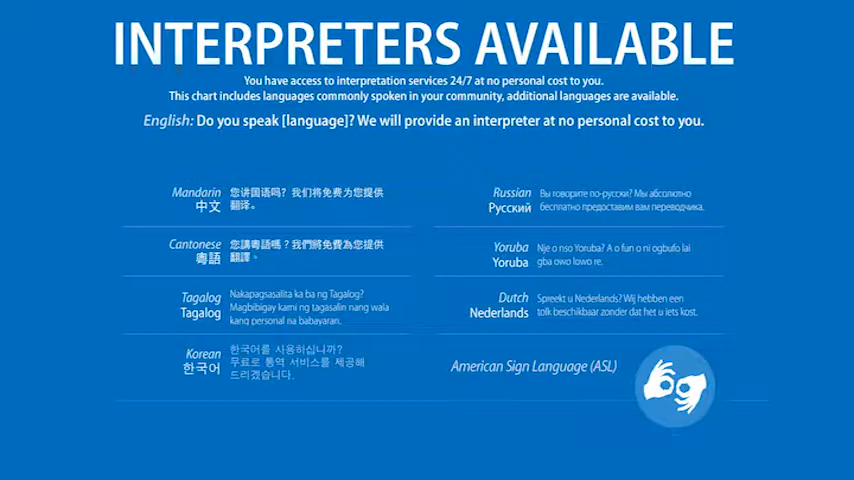 INTERPRETERS AVAILABLE
You have access to interpretation services 24/7 at no personal cost to you.
This chart includes languages commonly spoken in your community, additional languages are available.
English: Do you speak [language]? We will provide an interpreter at no personal cost to you.
Mandarin
中文
您讲国语吗？我们将免费为您提供
翻译。
Cantonese
粵語
您講粵語嗎？我們將免費為您提供
翻譯。
Tagalog
Tagalog
Nakapagsasalita ka ba ng Tagalog?
Magbibigay kami ng tagasalin nang wala
kang personal na babayaran.
Korean
한국어
한국어를 사용하십니까?
무료로 통역 서비스를 제공해
드리겠습니다.
Russian
Русский
Вы говорите по-русски? Мы абсолютно
бесплатно предоставим вам переводчика.
Yoruba
Yoruba
Nje o nso Yoruba? A o fun o ni ogbufo lai
gba owo lowo re.
Dutch
Nederlands
Spreekt u Nederlands? Wij hebben een
tolk beschikbaar zonder dat het u iets kost.
American Sign Language (ASL)